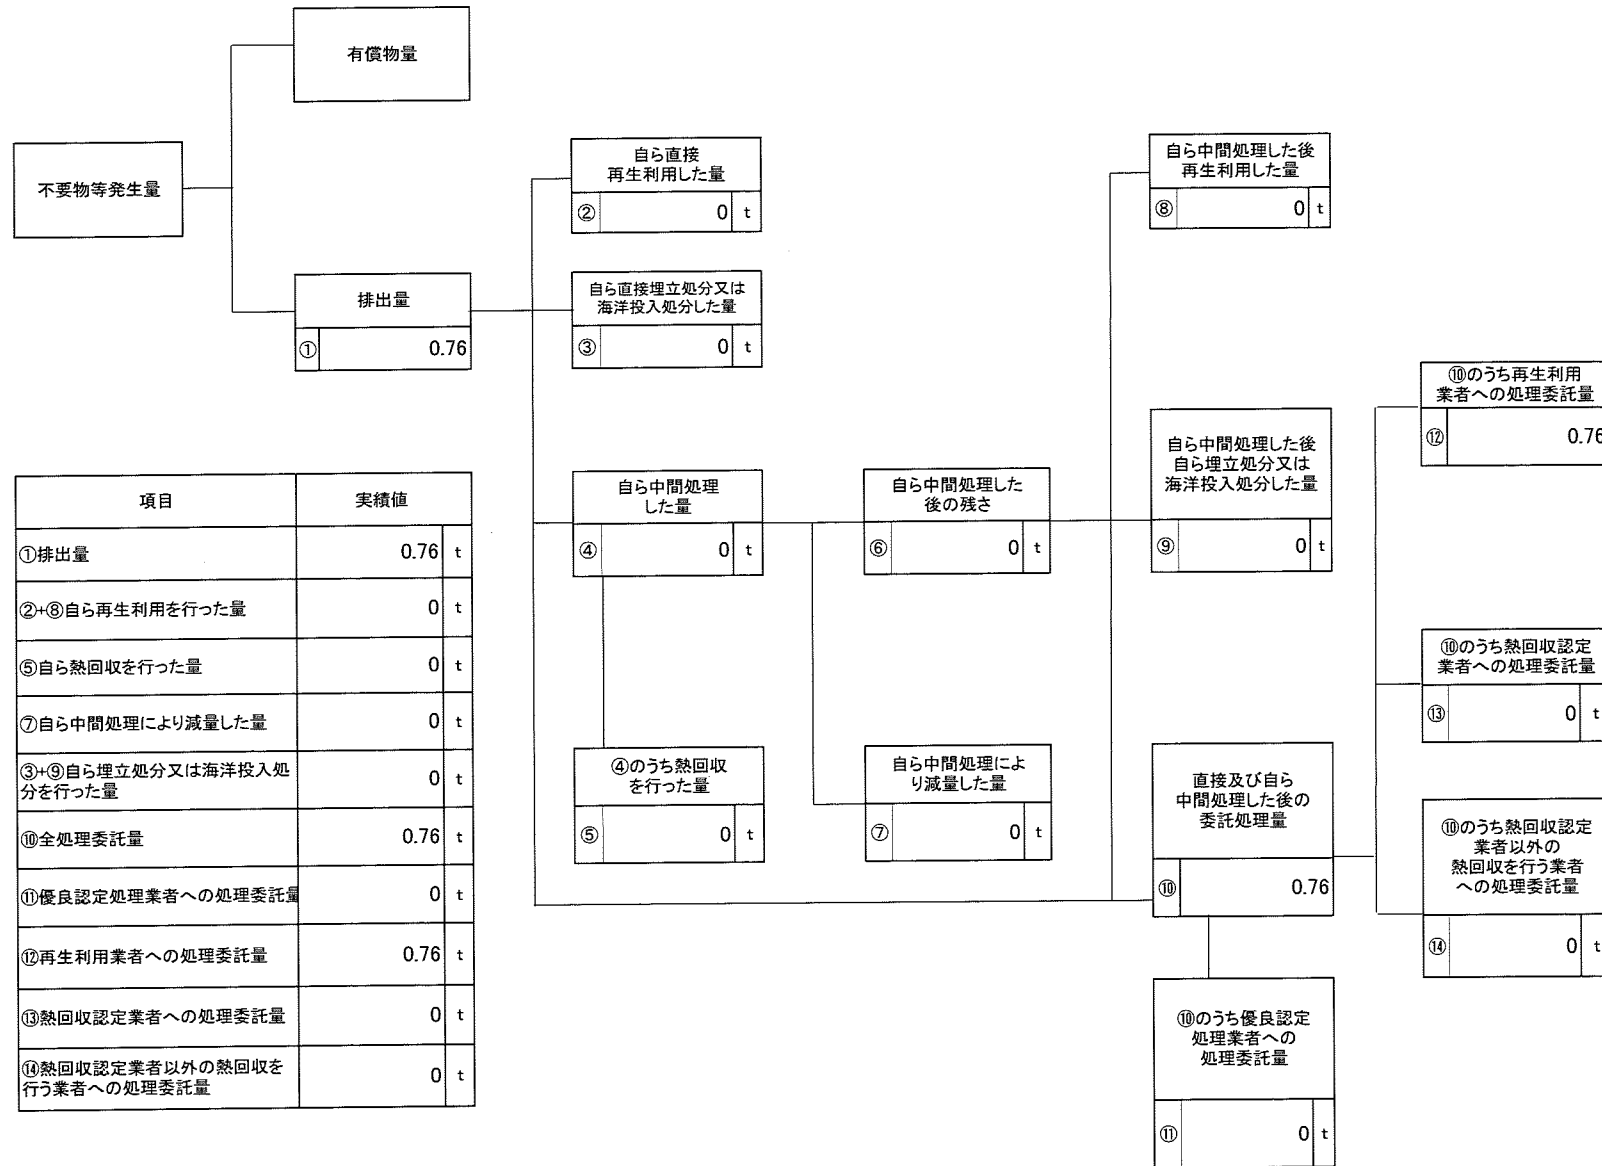 有償物量
不要物等発生量
排出量
① 0.76
自ら直接
再生利用した量
② 0 t
自ら直接埋立処分又は
海洋投入処分した量
③ 0 t
自ら中間処理
した量
④ 0 t
④のうち熱回収
を行った量
⑤ 0 t
自ら中間処理した
後の残さ
⑥ 0 t
自ら中間処理によ
り減量した量
⑦ 0 t
自ら中間処理した後
再生利用した量
⑧ 0 t
自ら中間処理した後
自ら埋立処分又は
海洋投入処分した量
⑨ 0 t
直接及び自ら
中間処理した後の
委託処理量
⑩ 0.76
⑩のうち優良認定
処理業者への
処理委託量
⑪ 0 t
⑩のうち再生利用
業者への処理委託量
⑫ 0.76
⑩のうち熱回収認定
業者への処理委託量
⑬ 0 t
⑩のうち熱回収認定
業者以外の
熱回収を行う業者
への処理委託量
⑭ 0 t
項目 実績値
①排出量 0.76 t
②+⑧自ら再生利用を行った量 0 t
⑤自ら熱回収を行った量 0 t
⑦自ら中間処理により減量した量 0 t
③+⑨自ら埋立処分又は海洋投入処
分を行った量 0 t
⑩全処理委託量 0.76 t
⑪優良認定処理業者への処理委託量 0 t
⑫再生利用業者への処理委託量 0.76 t
⑬熱回収認定業者への処理委託量 0 t
⑭熱回収認定業者以外の熱回収を
行う業者への処理委託量 0 t